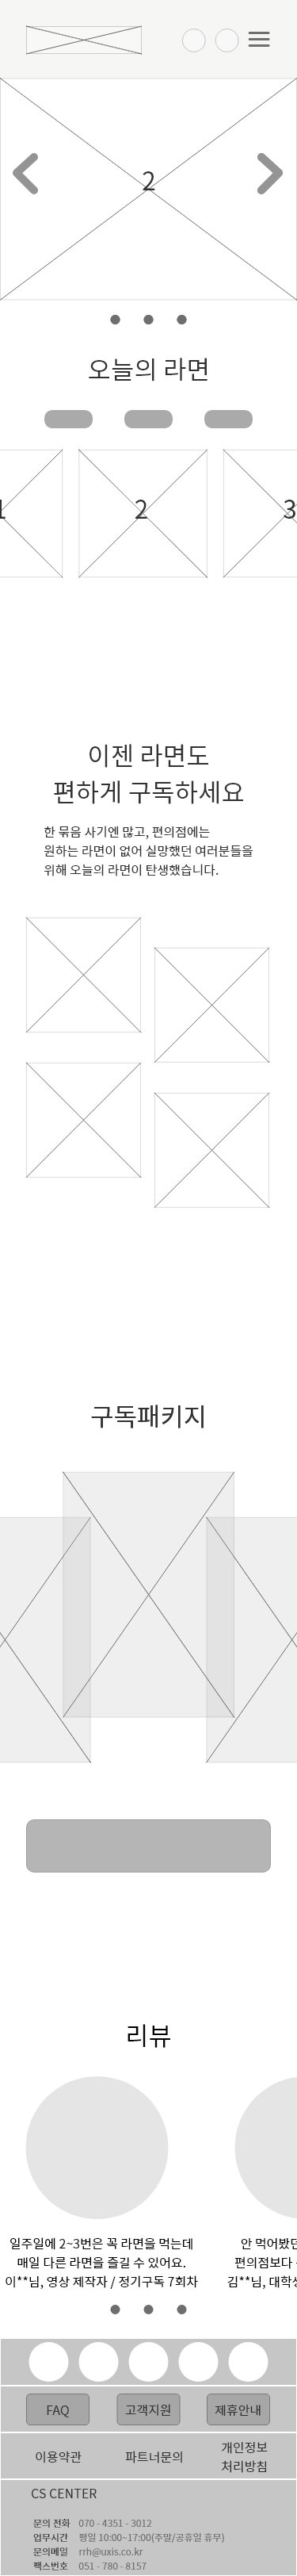 2
오늘의 라면
1
2
3
이젠 라면도
편하게 구독하세요
한 묶음 사기엔 많고, 편의점에는
원하는 라면이 없어 실망했던 여러분들을
위해 오늘의 라면이 탄생했습니다.
구독패키지
리뷰
일주일에 2~3번은 꼭 라면을 먹는데
매일 다른 라면을 즐길 수 있어요.
이**님, 영상 제작자 / 정기구독 7회차
안 먹어봤던
편의점보다
김**님, 대학생
FAQ
고객지원
제휴안내
이용약관
파트너문의
개인정보
처리방침
CS CENTER
문의 전화 070 - 4351 - 3012
업무시간 평일 10:00~17:00(주말/공휴일 휴무)
문의메일 rrh@uxis.co.kr
팩스번호 051 - 780 - 8157